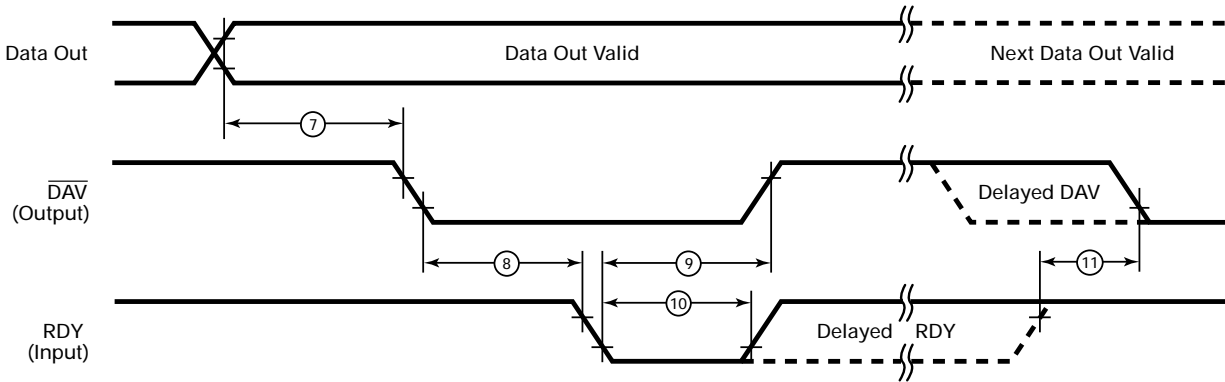 Data Out
Data Out Valid
Next Data Out Valid
7
DAV
(Output)
Delayed DAV
8
9
11
10
RDY
(Input)
Delayed RDY